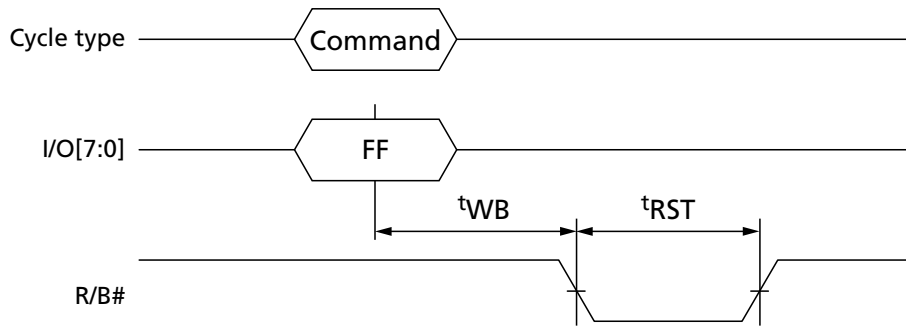 Cycle type
Command
I/O[7:0]
FF
tWB
tRST
R/B#